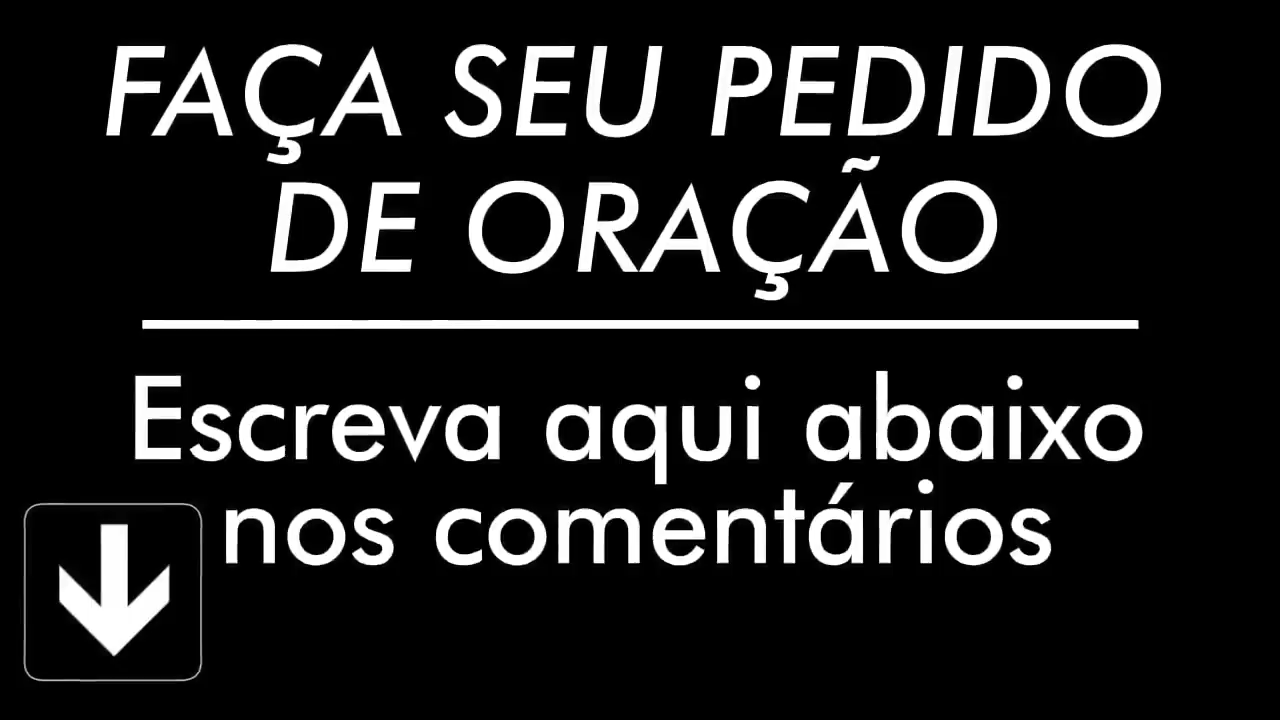 FAÇA SEU PEDIDO
DE ORAÇÃO
Escreva aqui abaixo
nos comentários